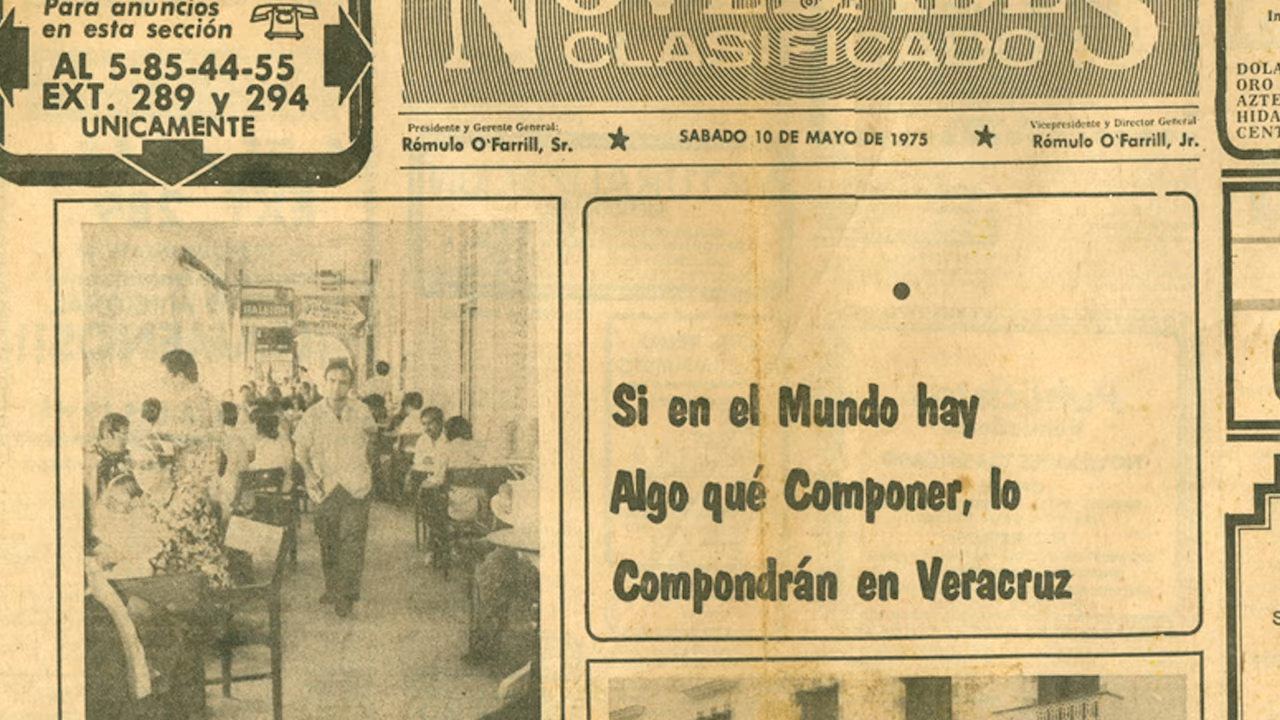 Para anuncios
en esta sección
AL 5-85-44-55
EXT. 289 y 294
UNICAMENTE
NOVEDADES
CLASIFICADO
Presidente y Gerente General:
Rómulo O'Farrill, Sr.
SABADO 10 DE MAYO DE 1975
Vicepresidente y Director General
Rómulo O'Farrill, Jr.
DOLA
ORO
AZTE
HIDA
CENT
Si en el Mundo hay
Algo qué Componer, lo
Compondrán en Veracruz